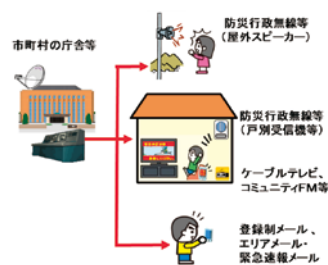 市町村の庁舎等
防災行政無線等
(屋外スピーカー)
防災行政無線等
(戸別受信機等)
ケーブルテレビ、
コミュニティFM等
登録制メール、
エリアメール・
緊急速報メール